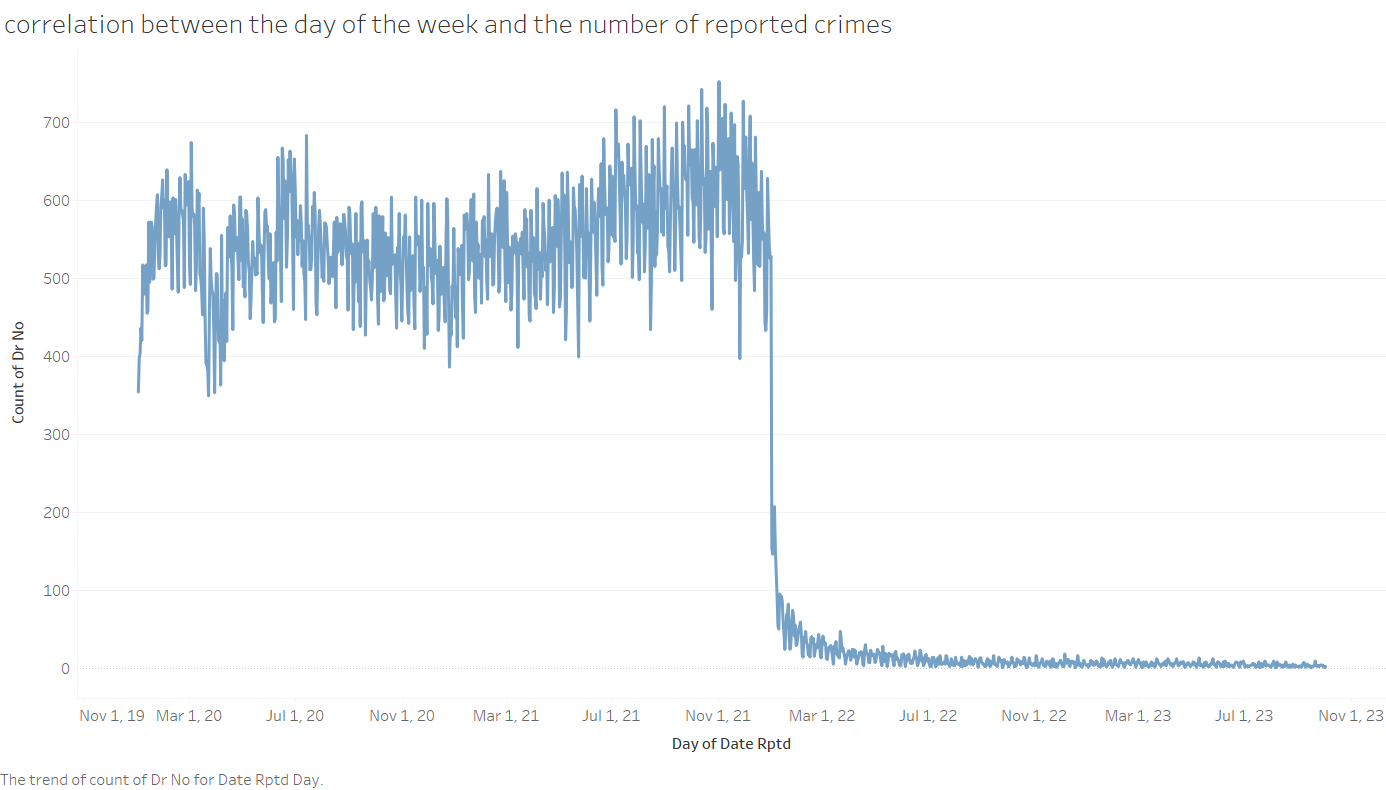 correlation between the day of the week and the number of reported crimes
Count of Dr No
700
600
500
400
300
200
100
0
Nov 1, 19 Mar 1, 20 Jul 1, 20 Nov 1, 20 Mar 1, 21 Jul 1, 21 Nov 1, 21 Mar 1, 22 Jul 1, 22 Nov 1, 22 Mar 1, 23 Jul 1, 23 Nov 1, 23
Day of Date Rptd
The trend of count of Dr No for Date Rptd Day.